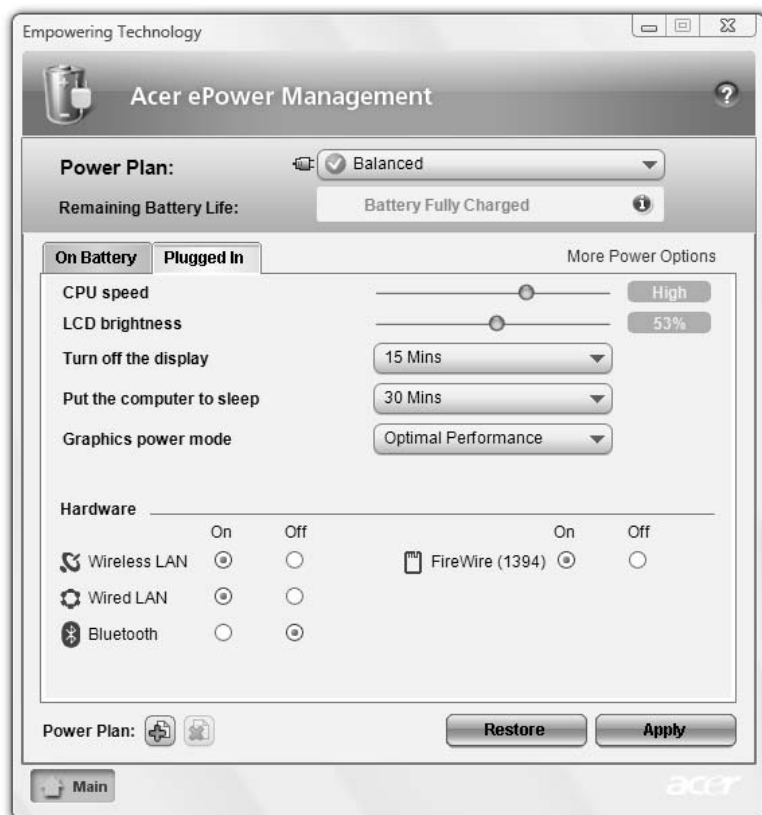 Empowering Technology
Acer ePower Management
?
Power Plan: Balanced
Remaining Battery Life: Battery Fully Charged
On Battery Plugged In More Power Options
CPU speed High
LCD brightness 53%
Turn off the display 15 Mins
Put the computer to sleep 30 Mins
Graphics power mode Optimal Performance
Hardware
On Off On Off
Wireless LAN FireWire (1394)
Wired LAN
Bluetooth
Power Plan: Restore Apply
Main acer